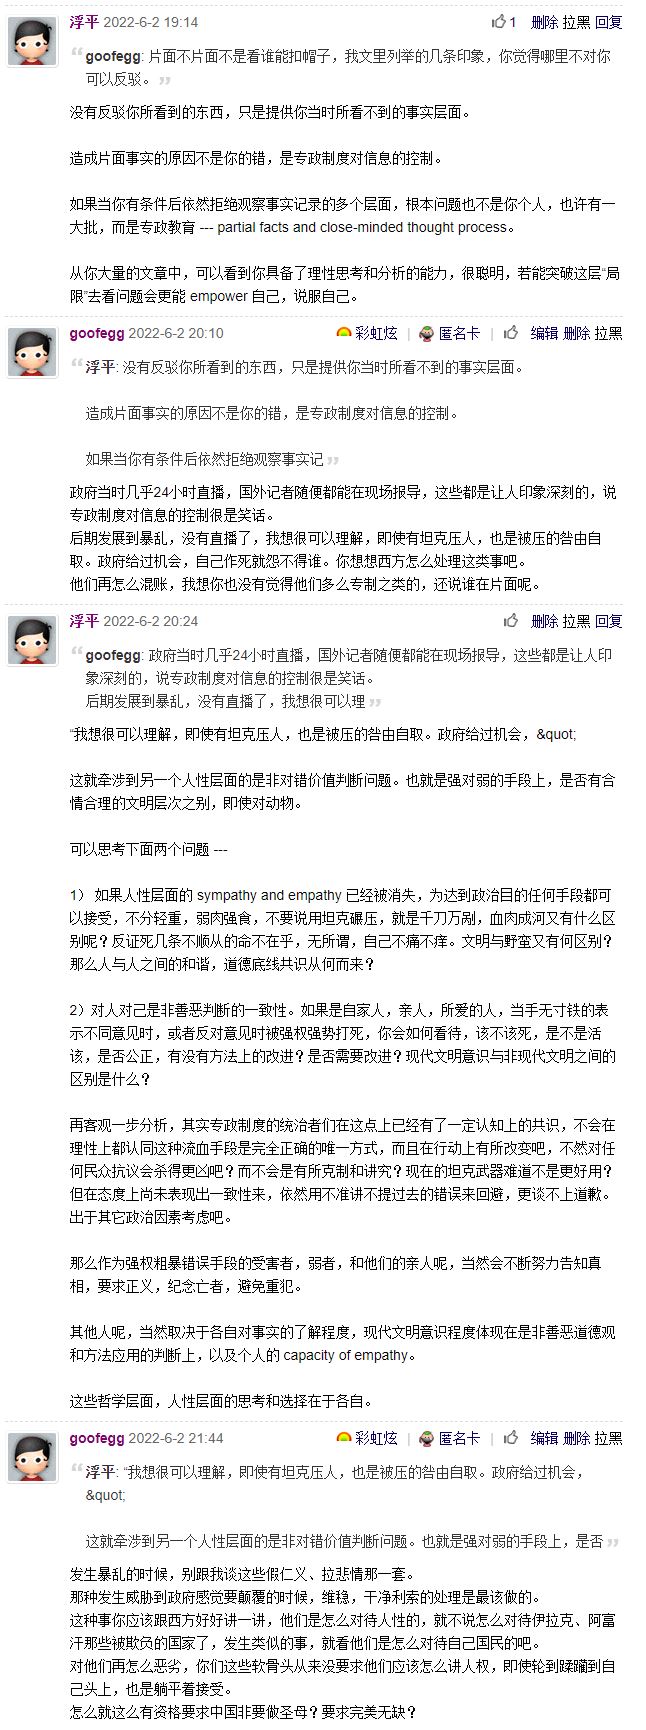 浮平 2022-6-2 19:14 1 删除 拉黑 回复
“ goofegg: 片面不片面不是看谁能扣帽子，我文里列举的几条印象，你觉得哪里不对你
可以反驳。 ”
没有反驳你所看到的东西，只是提供你当时所看不到的事实层面。
造成片面事实的原因不是你的错，是专政制度对信息的控制。
如果当你有条件后依然拒绝观察事实记录的多个层面，根本问题也不是你个人，也许有一
大批，而是专政教育 --- partial facts and close-minded thought process。
从你大量的文章中，可以看到你具备了理性思考和分析的能力，很聪明，若能突破这层“局
限”去看问题会更能 empower 自己，说服自己。
goofegg 2022-6-2 20:10 彩虹炫 | 匿名卡 | 编辑 删除 拉黑
“ 浮平: 没有反驳你所看到的东西，只是提供你当时所看不到的事实层面。
造成片面事实的原因不是你的错，是专政制度对信息的控制。
如果当你有条件后依然拒绝观察事实记 ”
政府当时几乎24小时直播，国外记者随便都能在现场报导，这些都是让人印象深刻的，说
专政制度对信息的控制很是笑话。
后期发展到暴乱，没有直播了，我想很可以理解，即使有坦克压人，也是被压的咎由自
取。政府给过机会，自己作死就怨不得谁。你想想西方怎么处理这类事吧。
他们再怎么混账，我想你也没有觉得他们多么专制之类的，还说谁在片面呢。
浮平 2022-6-2 20:24 删除 拉黑 回复
“ goofegg: 政府当时几乎24小时直播，国外记者随便都能在现场报导，这些都是让人印
象深刻的，说专政制度对信息的控制很是笑话。
后期发展到暴乱，没有直播了，我想很可以理 ”
“我想很可以理解，即使有坦克压人，也是被压的咎由自取。政府给过机会，&quot;
这就牵涉到另一个人性层面的是非对错价值判断问题。也就是强对弱的手段上，是否有合
情合理的文明层次之别，即使对动物。
可以思考下面两个问题 ---
1） 如果人性层面的 sympathy and empathy 已经被消失，为达到政治目的任何手段都可
以接受，不分轻重，弱肉强食，不要说用坦克碾压，就是千刀万剐，血肉成河又有什么区
别呢？反证死几条不顺从的命不在乎，无所谓，自己不痛不痒。文明与野蛮又有何区别？
那么人与人之间的和谐，道德底线共识从何而来？
2）对人对己是非善恶判断的一致性。如果是自家人，亲人，所爱的人，当手无寸铁的表
示不同意见时，或者反对意见时被强权强势打死，你会如何看待，该不该死，是不是活
该，是否公正，有没有方法上的改进？是否需要改进？现代文明意识与非现代文明之间的
区别是什么？
再客观一步分析，其实专政制度的统治者们在这点上已经有了一定认知上的共识，不会在
理性上都认同这种流血手段是完全正确的唯一方式，而且在行动上有所改变吧，不然对任
何民众抗议会杀得更凶吧？而不会是有所克制和讲究？现在的坦克武器难道不是更好用？
但在态度上尚未表现出一致性来，依然用不准讲不提过去的错误来回避，更谈不上道歉。
出于其它政治因素考虑吧。
那么作为强权粗暴错误手段的受害者，弱者，和他们的亲人呢，当然会不断努力告知真
相，要求正义，纪念亡者，避免重犯。
其他人呢，当然取决于各自对事实的了解程度，现代文明意识程度体现在是非善恶道德观
和方法应用的判断上，以及个人的 capacity of empathy。
这些哲学层面，人性层面的思考和选择在于各自。
goofegg 2022-6-2 21:44 彩虹炫 | 匿名卡 | 编辑 删除 拉黑
“ 浮平: “我想很可以理解，即使有坦克压人，也是被压的咎由自取。政府给过机会，
&quot;
这就牵涉到另一个人性层面的是非对错价值判断问题。也就是强对弱的手段上，是否 ”
发生暴乱的时候，别跟我谈这些假仁义、拉悲情那一套。
那种发生威胁到政府感觉要颠覆的时候，维稳，干净利索的处理是最该做的。
这种事你应该跟西方好好讲一讲，他们是怎么对待人性的，就不说怎么对待伊拉克、阿富
汗那些被欺负的国家了，发生类似的事，就看他们是怎么对待自己国民的吧。
对他们再怎么恶劣，你们这些软骨头从来没要求他们应该怎么讲人权，即使轮到蹂躏到自
己头上，也是躺平着接受。
怎么就这么有资格要求中国非要做圣母？要求完美无缺？